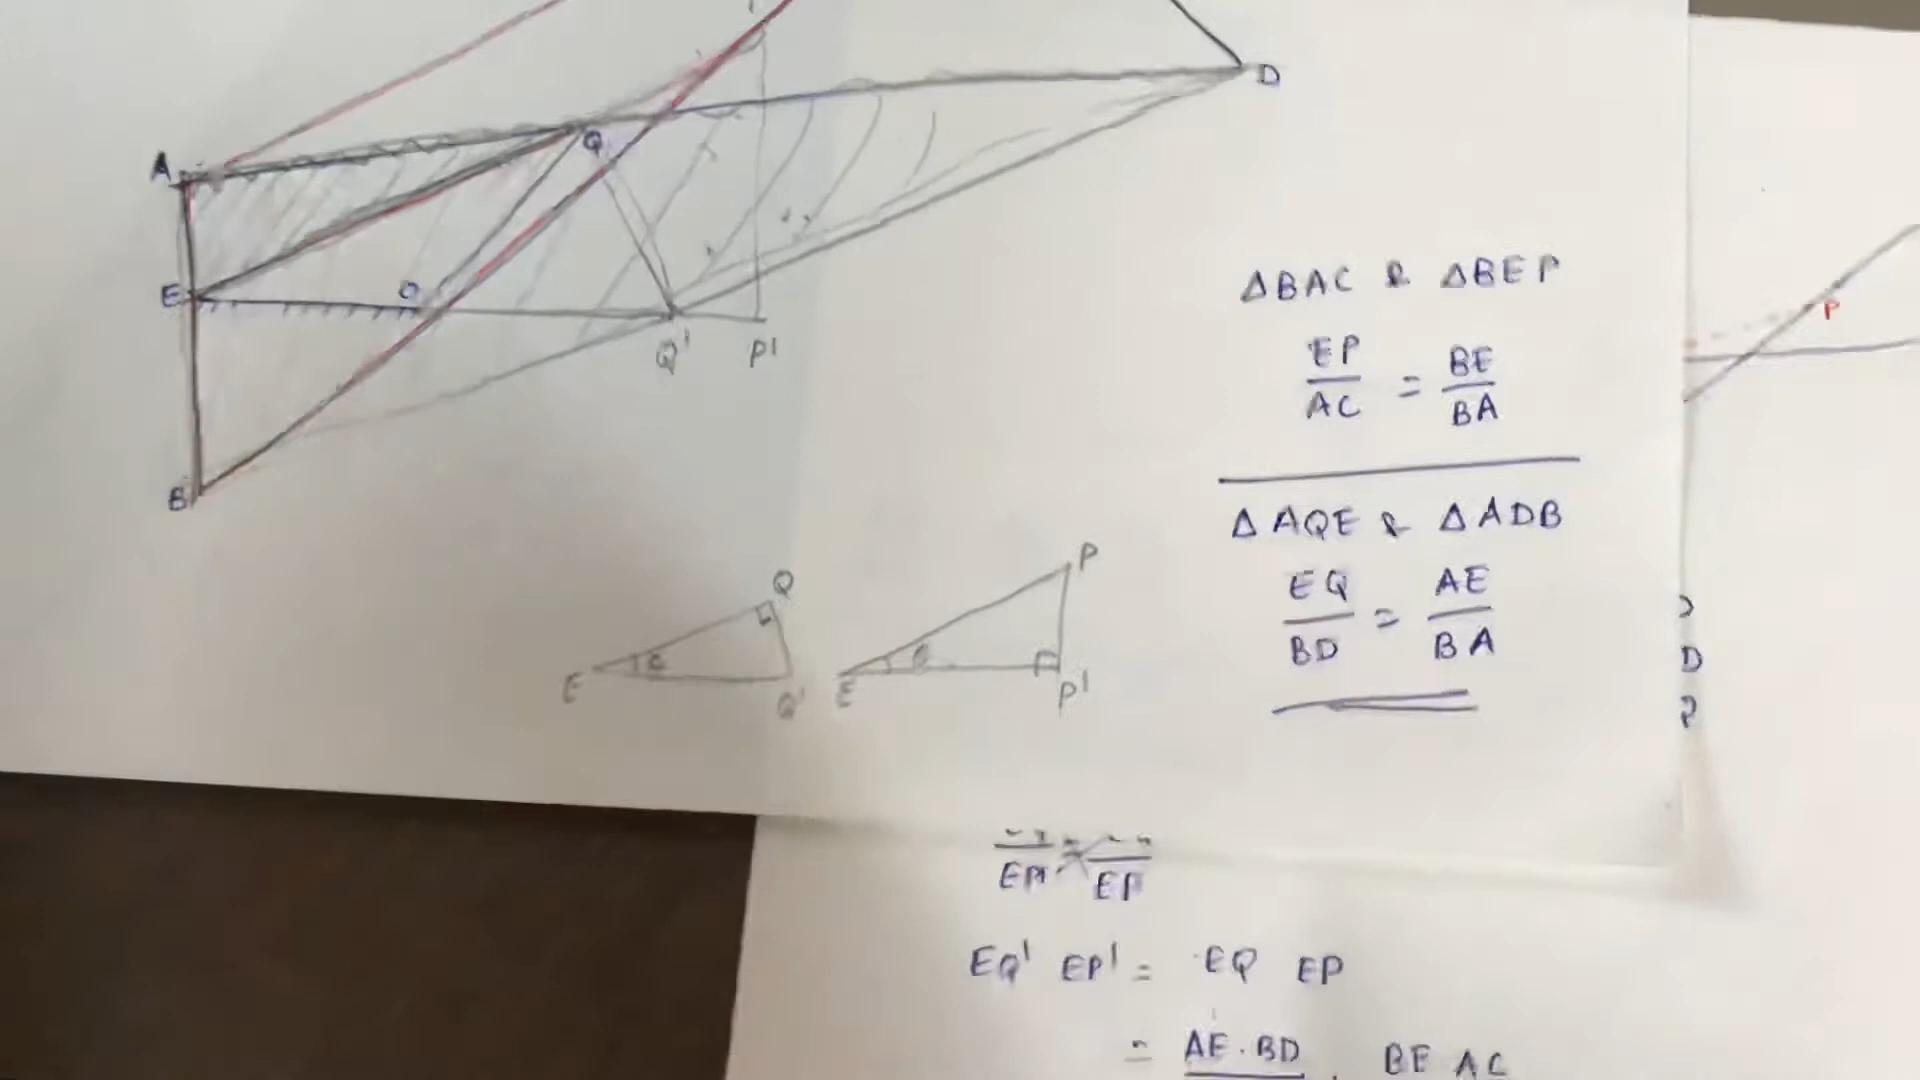 D
A
Q
E
O
Q' P'
B
ΔBAC & ΔBEP
EP/AC = BE/BA
ΔAQE & ΔADB
EQ/BD = AE/BA
Q
E
Q'
P
E θ
P'
P
D
EP' EP
EQ' EP' = EQ EP
= AE.BD BE AC